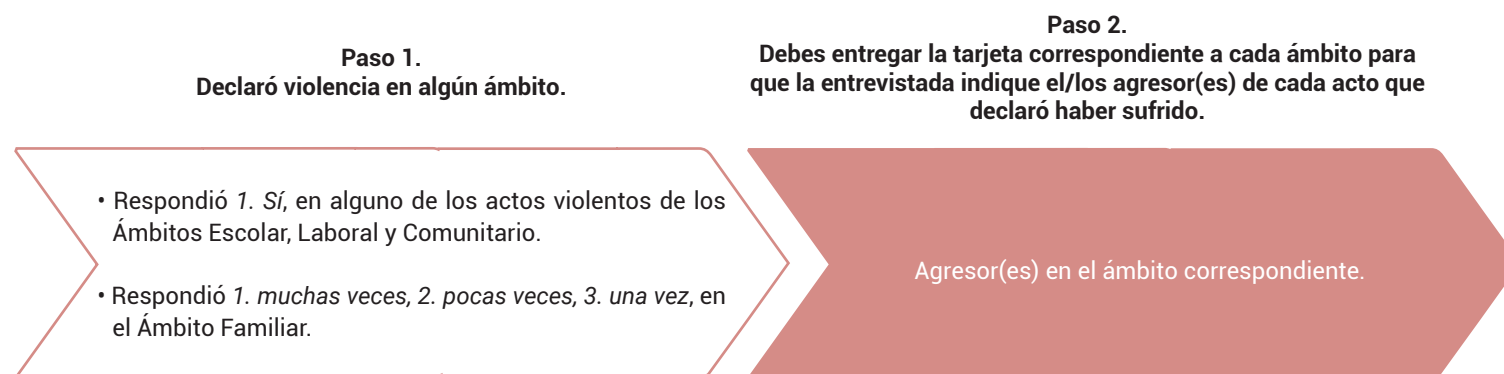 Paso 1.
Declaró violencia en algún ámbito.
Paso 2.
Debes entregar la tarjeta correspondiente a cada ámbito para
que la entrevistada indique el/los agresor(es) de cada acto que
declaró haber sufrido.
• Respondió 1. Sí, en alguno de los actos violentos de los
Ámbitos Escolar, Laboral y Comunitario.
• Respondió 1. muchas veces, 2. pocas veces, 3. una vez, en
el Ámbito Familiar.
Agresor(es) en el ámbito correspondiente.